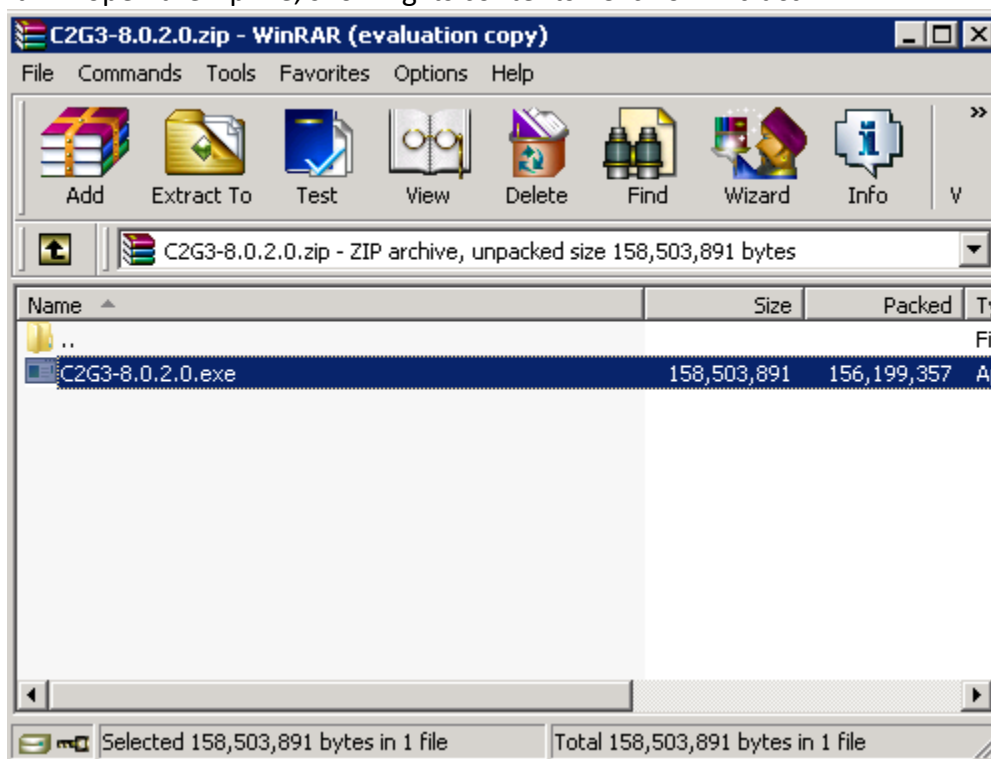 C2G3-8.0.2.0.zip - WinRAR (evaluation copy)
File Commands Tools Favorites Options Help
Add Extract To Test View Delete Find Wizard Info V
C2G3-8.0.2.0.zip - ZIP archive, unpacked size 158,503,891 bytes
Name Size Packed Ty
.. Fi
C2G3-8.0.2.0.exe 158,503,891 156,199,357 A
Selected 158,503,891 bytes in 1 file Total 158,503,891 bytes in 1 file